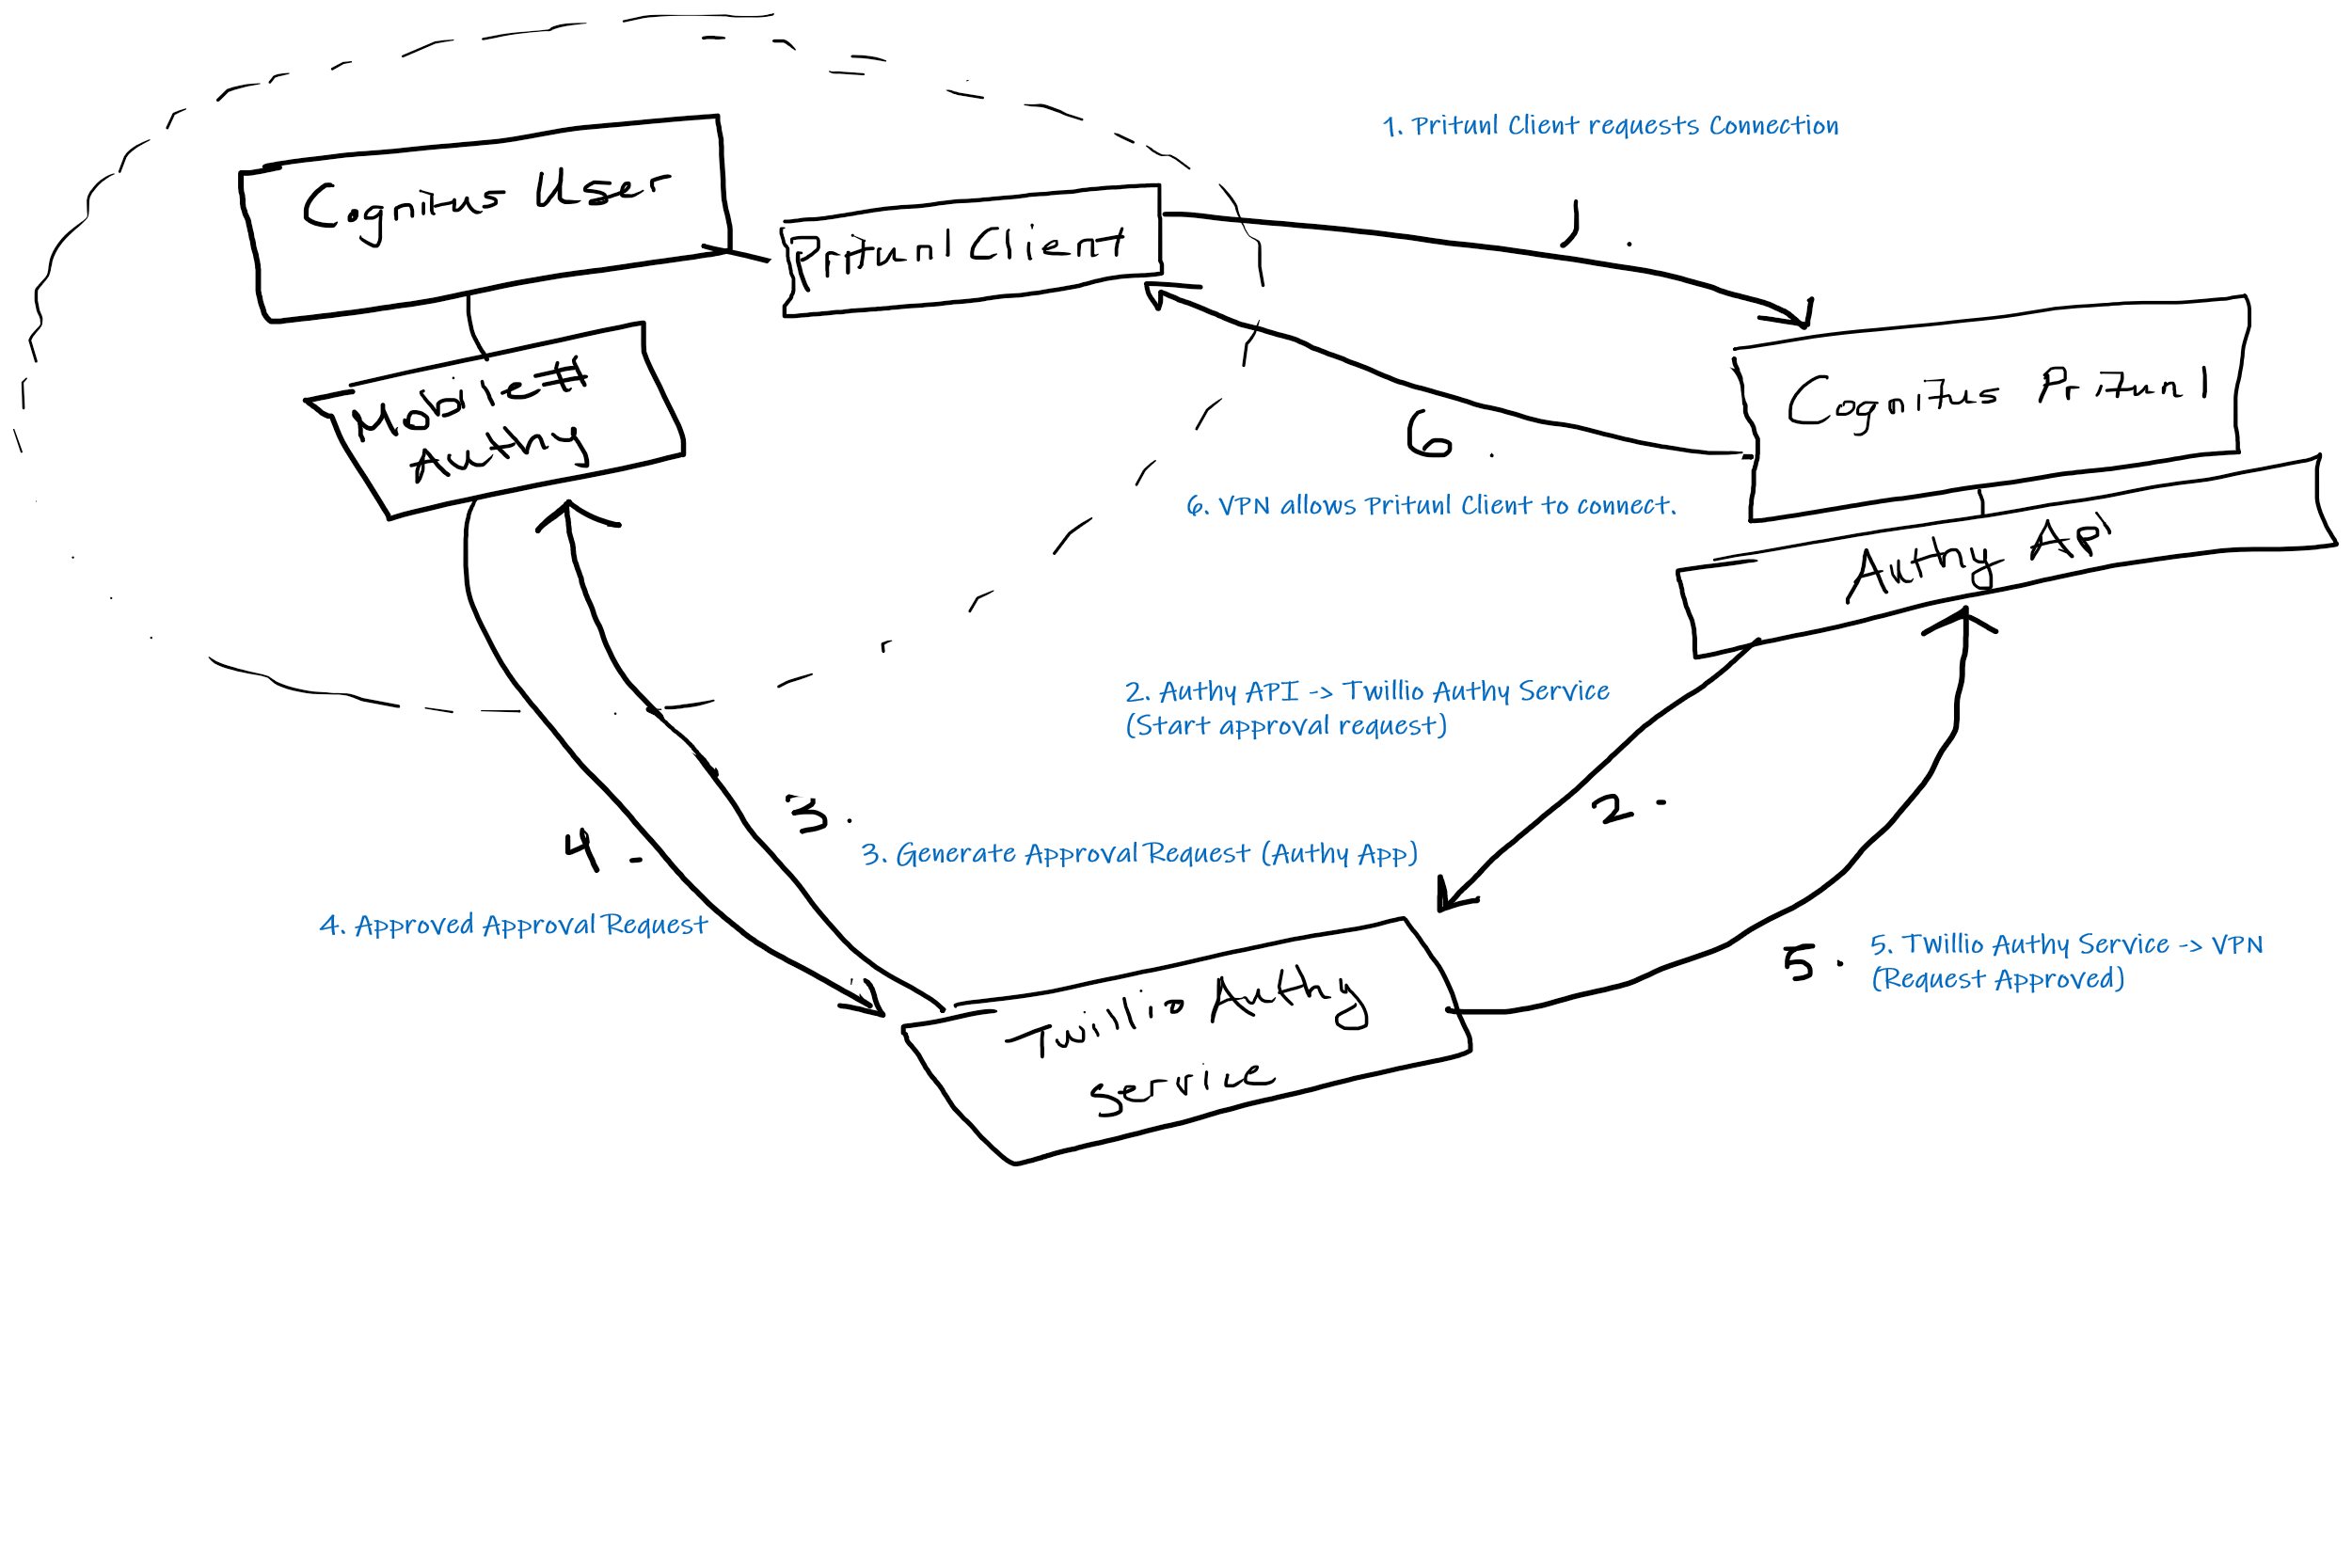 1. Pritunl Client requests Connection
Cognitus User
Pritunl Client
1.
Mobile#
Authy
Cognitus Pritunl
6.
6. VPN allows Pritunl Client to connect.
Authy Api
2. Authy API -> Twillio Authy Service
(Start approval request)
2.
3.
3. Generate Approval Request (Authy App)
4.
4. Approved Approval Request
5.
5. Twillio Authy Service -> VPN
(Request Approved)
Twillio Authy
service